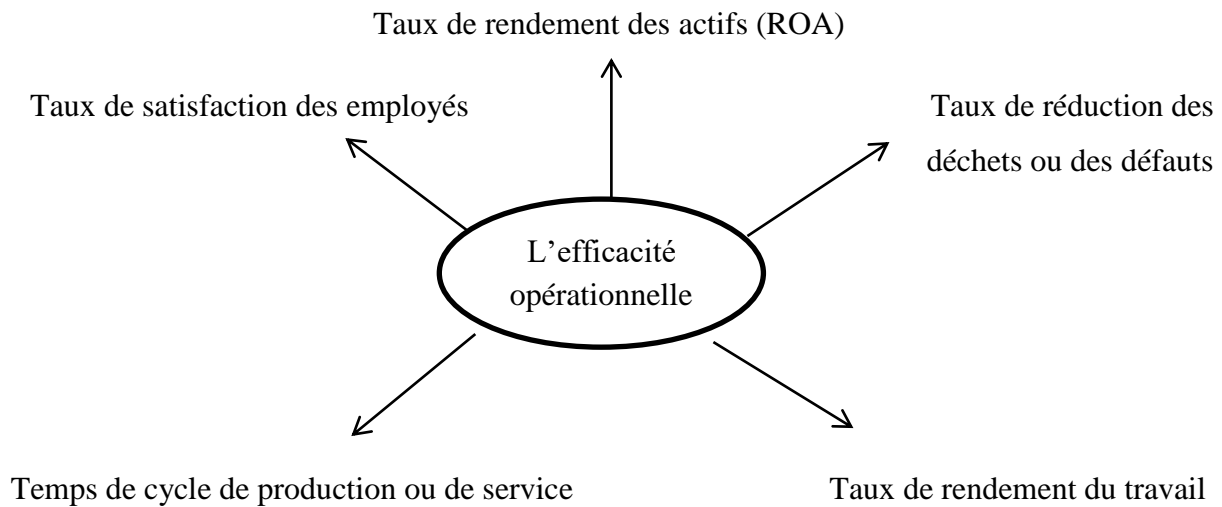 Taux de rendement des actifs (ROA)
Taux de satisfaction des employés
Taux de réduction des
déchets ou des défauts
L’efficacité
opérationnelle
Temps de cycle de production ou de service
Taux de rendement du travail